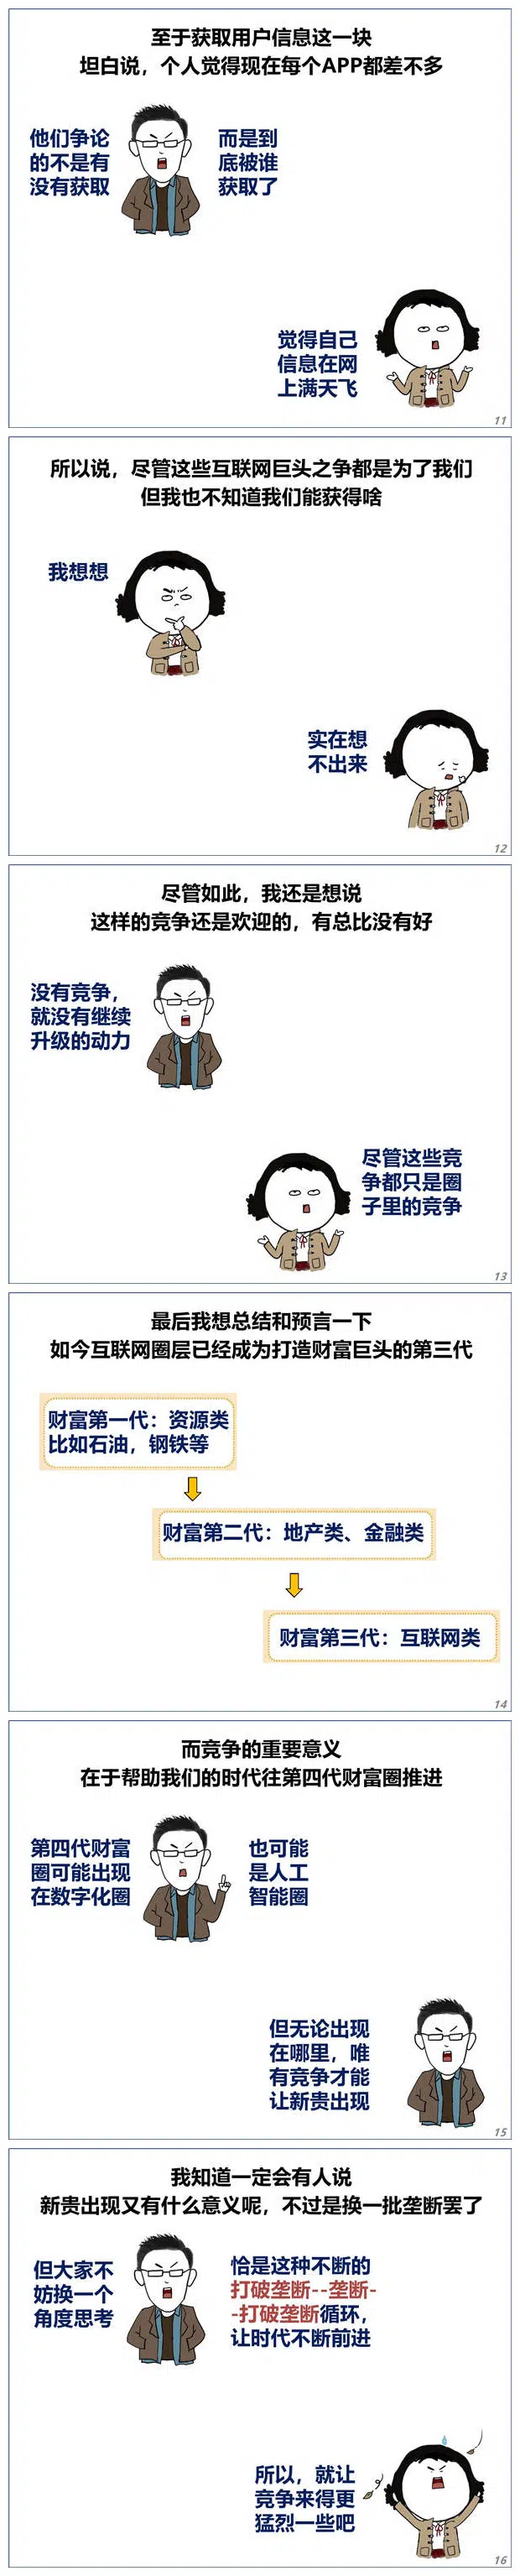 至于获取用户信息这一块
坦白说，个人觉得现在每个APP都差不多
他们争论
的不是有
没有获取
而是到
底被谁
获取了
觉得自己
信息在网
上满天飞
11
所以说，尽管这些互联网巨头之争都是为了我们
但我也不知道我们能获得啥
我想想
实在想
不出来
12
尽管如此，我还是想说
这样的竞争还是欢迎的，有总比没有好
没有竞争，
就没有继续
升级的动力
尽管这些竞
争都只是圈
子里的竞争
13
最后我想总结和预言一下
如今互联网圈层已经成为打造财富巨头的第三代
财富第一代：资源类
比如石油，钢铁等
财富第二代：地产类、金融类
财富第三代：互联网类
14
而竞争的重要意义
在于帮助我们的时代往第四代财富圈推进
第四代财富
圈可能出现
在数字化圈
也可能
是人工
智能圈
但无论出现
在哪里，唯
有竞争才能
让新贵出现
15
我知道一定会有人说
新贵出现又有什么意义呢，不过是换一批垄断罢了
但大家不
妨换一个
角度思考
恰是这种不断的
打破垄断--垄断-
-打破垄断循环，
让时代不断前进
所以，就让
竞争来得更
猛烈一些吧
16